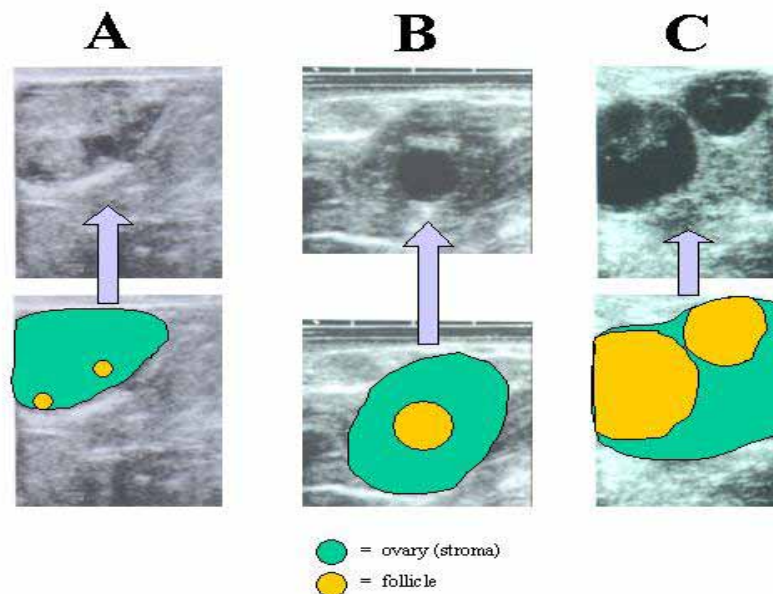 A B C
= ovary (stroma)
= follicle